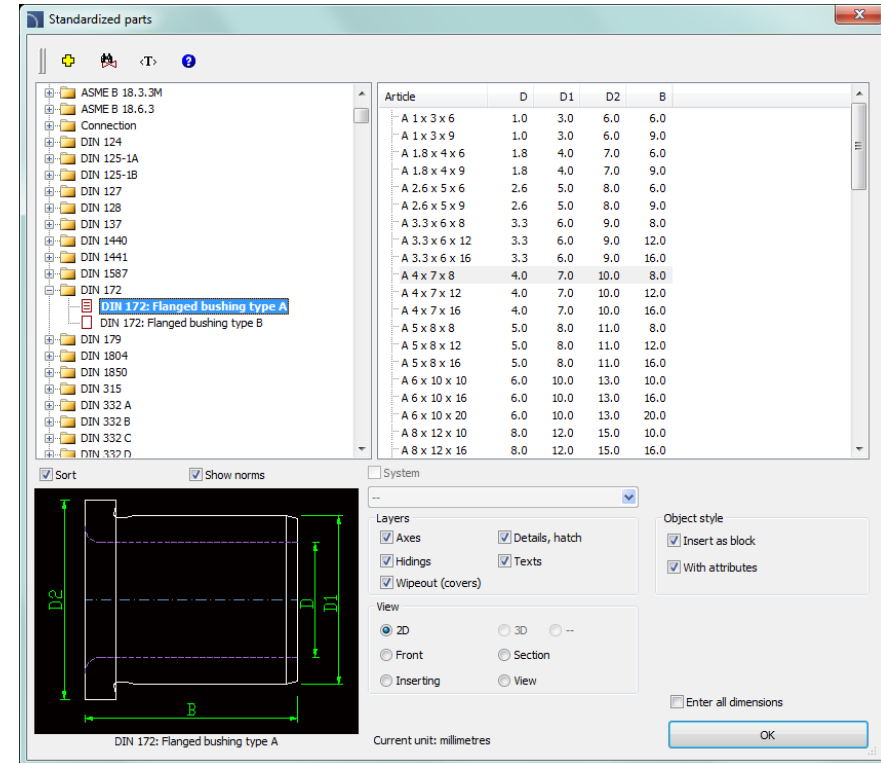 Standardized parts
<T>
ASME B 18.3.3M
ASME B 18.6.3
Connection
DIN 124
DIN 125-1A
DIN 125-1B
DIN 127
DIN 128
DIN 137
DIN 1440
DIN 1441
DIN 1587
DIN 172
DIN 172: Flanged bushing type A
DIN 172: Flanged bushing type B
DIN 179
DIN 1804
DIN 1850
DIN 315
DIN 332 A
DIN 332 B
DIN 332 C
DIN 332 D
Article D D1 D2 B
A 1 x 3 x 6 1.0 3.0 6.0 6.0
A 1 x 3 x 9 1.0 3.0 6.0 9.0
A 1.8 x 4 x 6 1.8 4.0 7.0 6.0
A 1.8 x 4 x 9 1.8 4.0 7.0 9.0
A 2.6 x 5 x 6 2.6 5.0 8.0 6.0
A 2.6 x 5 x 9 2.6 5.0 8.0 9.0
A 3.3 x 6 x 8 3.3 6.0 9.0 8.0
A 3.3 x 6 x 12 3.3 6.0 9.0 12.0
A 3.3 x 6 x 16 3.3 6.0 9.0 16.0
A 4 x 7 x 8 4.0 7.0 10.0 8.0
A 4 x 7 x 12 4.0 7.0 10.0 12.0
A 4 x 7 x 16 4.0 7.0 10.0 16.0
A 5 x 8 x 8 5.0 8.0 11.0 8.0
A 5 x 8 x 12 5.0 8.0 11.0 12.0
A 5 x 8 x 16 5.0 8.0 11.0 16.0
A 6 x 10 x 10 6.0 10.0 13.0 10.0
A 6 x 10 x 16 6.0 10.0 13.0 16.0
A 6 x 10 x 20 6.0 10.0 13.0 20.0
A 8 x 12 x 10 8.0 12.0 15.0 10.0
A 8 x 12 x 16 8.0 12.0 15.0 16.0
Sort Show norms
D2
D
D1
B
DIN 172: Flanged bushing type A
System
--
Layers
Axes Details, hatch
Hidings Texts
Wipeout (covers)
Object style
Insert as block
With attributes
View
2D 3D --
Front Section
Inserting View
Enter all dimensions
Current unit: millimetres
OK